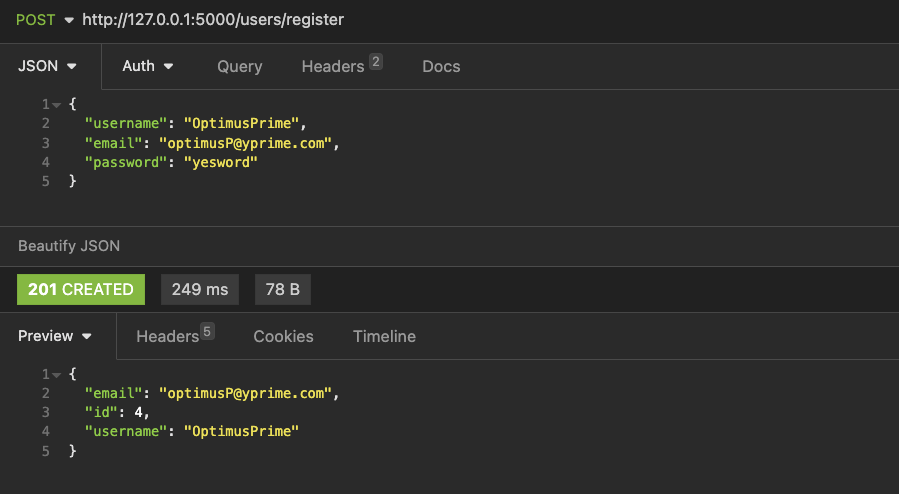 POST http://127.0.0.1:5000/users/register
JSON Auth Query Headers 2 Docs
1 {
2 "username": "OptimusPrime",
3 "email": "optimusP@yprime.com",
4 "password": "yesword"
5 }
Beautify JSON
201 CREATED 249 ms 78 B
Preview Headers 5 Cookies Timeline
1 {
2 "email": "optimusP@yprime.com",
3 "id": 4,
4 "username": "OptimusPrime"
5 }